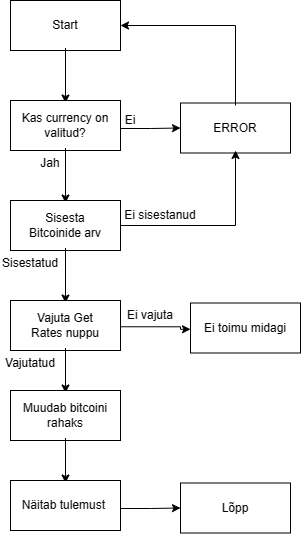 Start
Kas currency on
valitud?
Ei
ERROR
Jah
Sisesta
Bitcoinide arv
Ei sisestanud
Sisestatud
Vajuta Get
Rates nuppu
Ei vajuta
Ei toimu midagi
Vajutatud
Muudab bitcoini
rahaks
Näitab tulemust
Lõpp